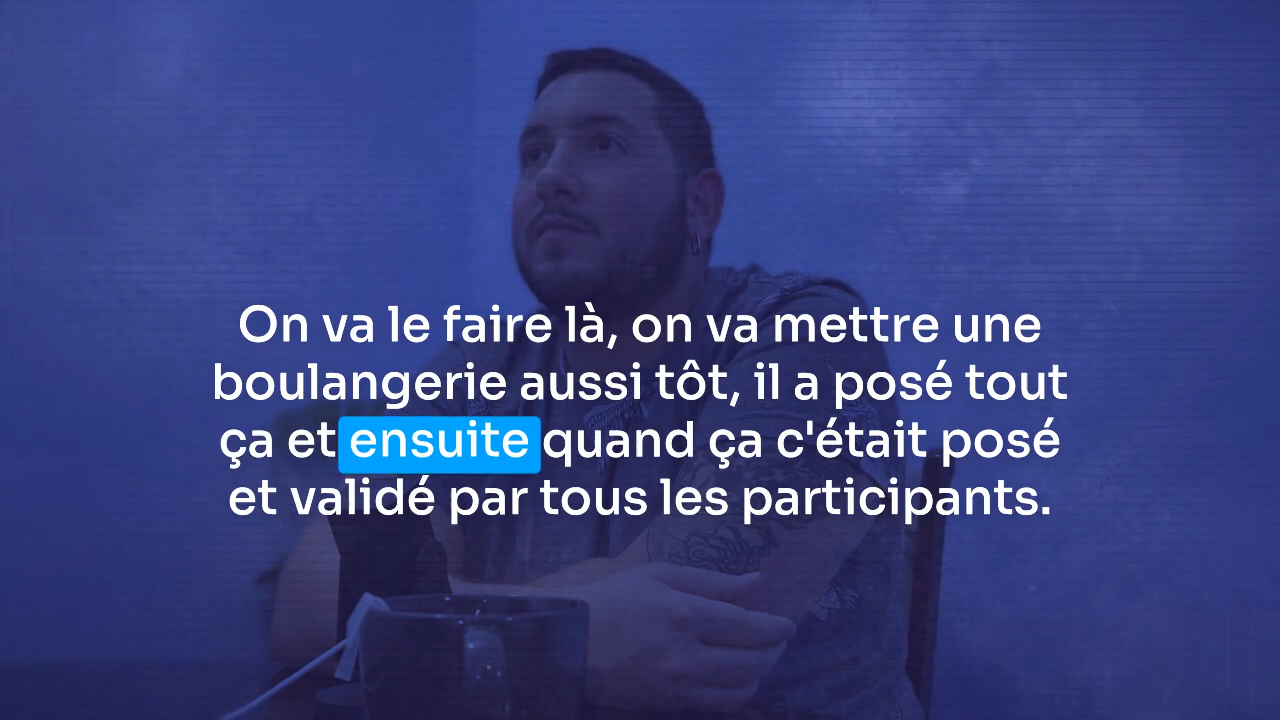 On va le faire là, on va mettre une
boulangerie aussi tôt, il a posé tout
ça et ensuite quand ça c'était posé
et validé par tous les participants.